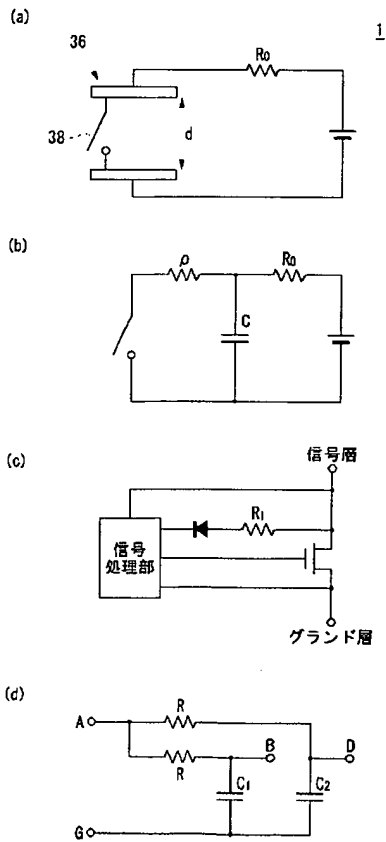 (a)
1
36
R₀
38
d
(b)
ρ
R₀
C
(c)
信号層
R₁
信号
処理部
グランド層
(d)
R
A
B
D
R
C₁
C₂
G